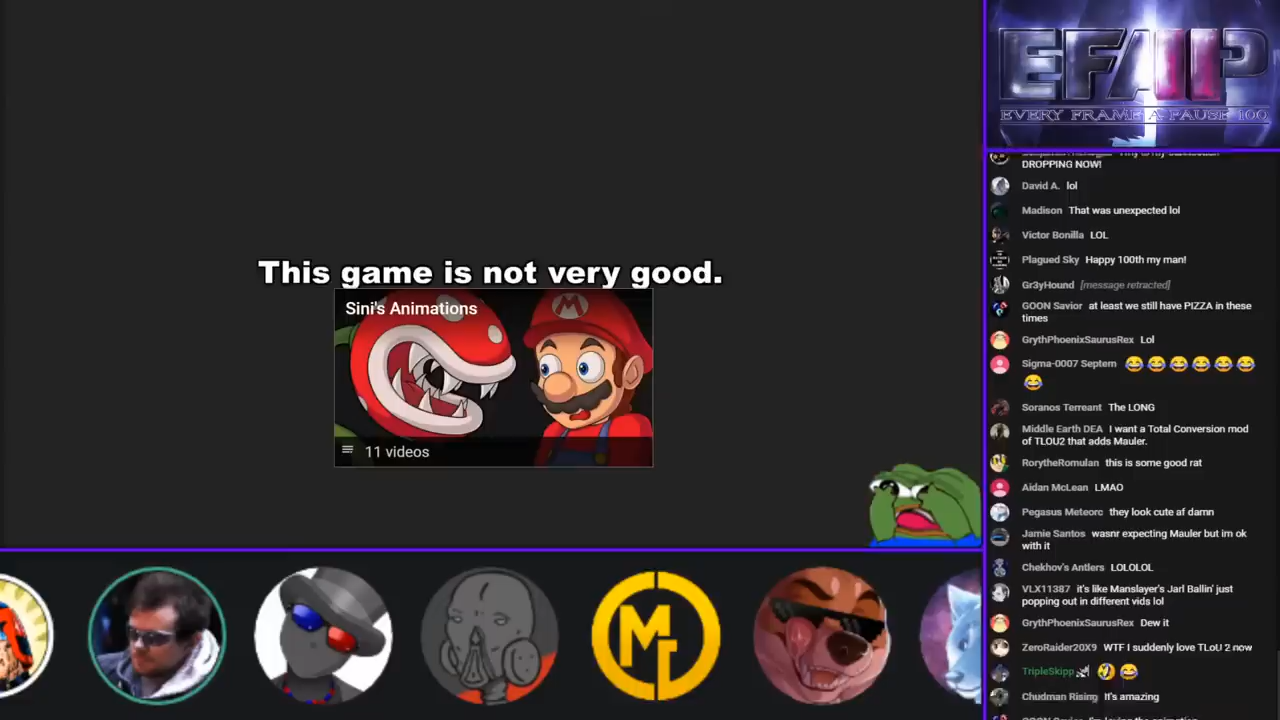 EFAP
EVERY FRAME A PAUSE 100
DROPPING NOW!
David A. lol
Madison That was unexpected lol
Victor Bonilla LOL
Plagued Sky Happy 100th my man!
Gr3yHound [message retracted]
GOON Savior at least we still have PIZZA in these
times
GrythPhoenixSaurusRex Lol
Sigma-0007 Septem 😂😂😂😂😂😂
😂
Soranos Terreant The LONG
Middle Earth DEA I want a Total Conversion mod
of TLOU2 that adds Mauler.
RorytheRomulan this is some good rat
Aidan McLean LMAO
Pegasus Meteorc they look cute af damn
Jamie Santos wasnr expecting Mauler but im ok
with it
Chekhov's Antlers LOLOLOL
VLX11387 it's like Manslayer's Jarl Ballin' just
popping out in different vids lol
GrythPhoenixSaurusRex Dew it
ZeroRaider20X9 WTF I suddenly love TLoU 2 now
TripleSkipp 🤣😂
Chudman Rising It's amazing
This game is not very good.
Sini's Animations
M
11 videos